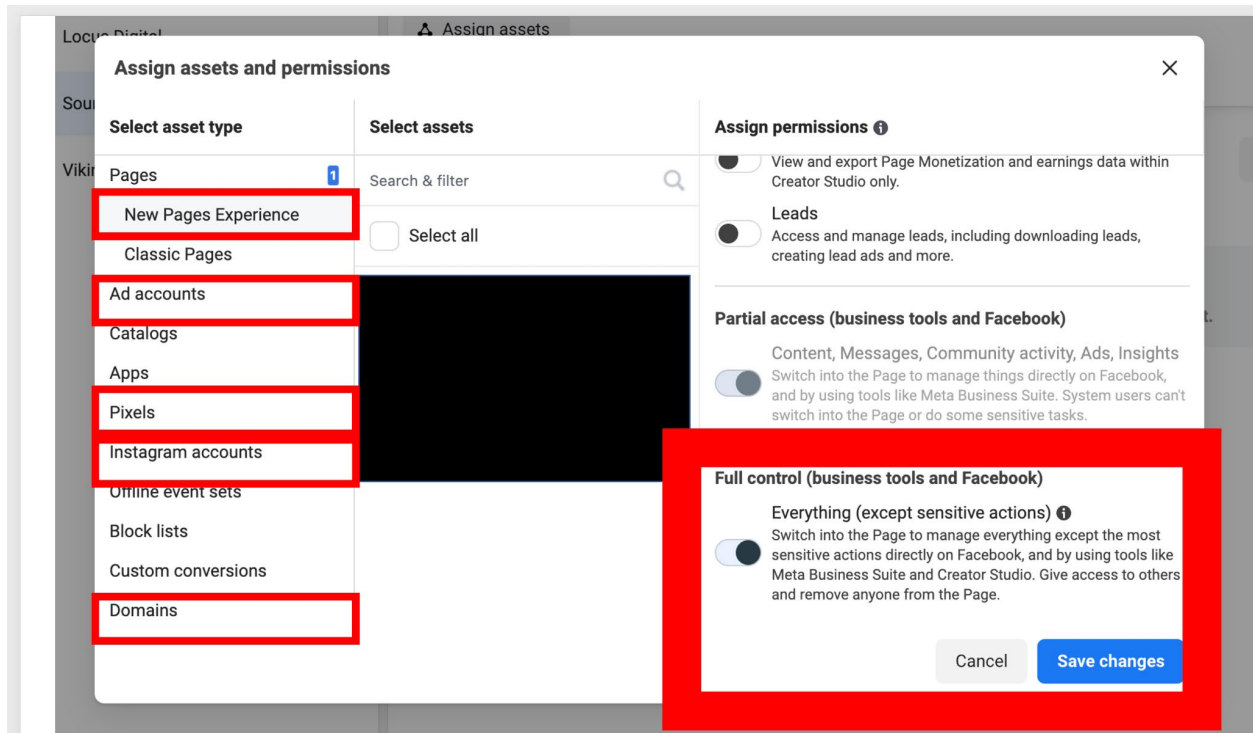 Assign assets
Assign assets and permissions
Select asset type
Select assets
Assign permissions
Pages
1
New Pages Experience
Classic Pages
Ad accounts
Catalogs
Apps
Pixels
Instagram accounts
Offline event sets
Block lists
Custom conversions
Domains
Search & filter
Select all
View and export Page Monetization and earnings data within
Creator Studio only.
Leads
Access and manage leads, including downloading leads,
creating lead ads and more.
Partial access (business tools and Facebook)
Content, Messages, Community activity, Ads, Insights
Switch into the Page to manage things directly on Facebook,
and by using tools like Meta Business Suite. System users can't
switch into the Page or do some sensitive tasks.
Full control (business tools and Facebook)
Everything (except sensitive actions)
Switch into the Page to manage everything except the most
sensitive actions directly on Facebook, and by using tools like
Meta Business Suite and Creator Studio. Give access to others
and remove anyone from the Page.
Cancel
Save changes